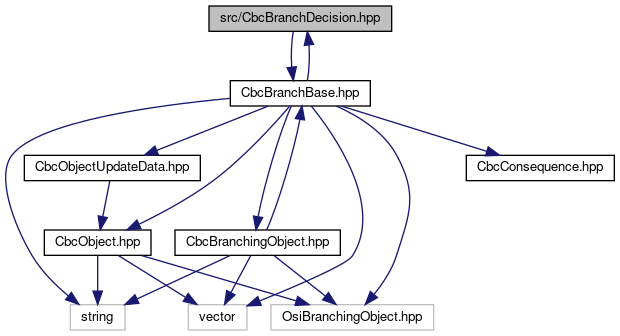 src/CbcBranchDecision.hpp
CbcBranchBase.hpp
CbcObjectUpdateData.hpp
CbcConsequence.hpp
CbcObject.hpp
CbcBranchingObject.hpp
string
vector
OsiBranchingObject.hpp